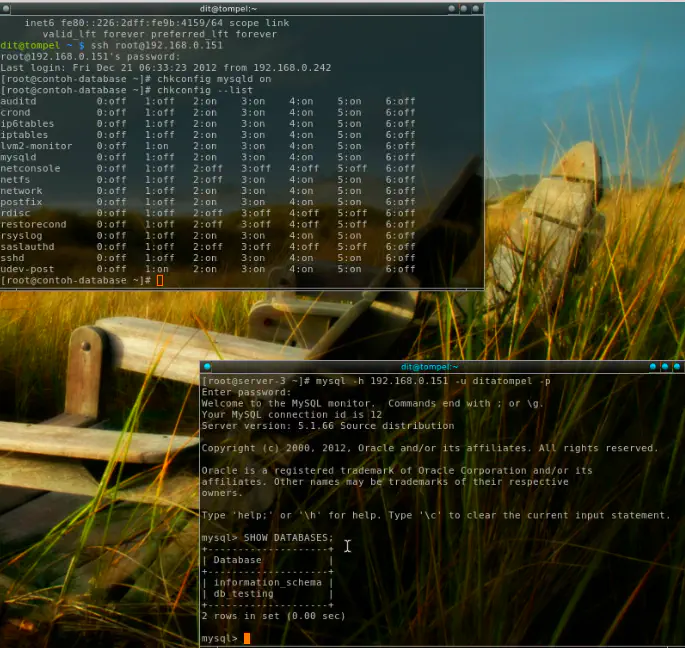 dit@tompel:~
inet6 fe80::226:2dff:fe9b:4159/64 scope link
valid_lft forever preferred_lft forever
dit@tompel ~ $ ssh root@192.168.0.151
root@192.168.0.151's password:
Last login: Fri Dec 21 06:33:23 2012 from 192.168.0.242
[root@contoh-database ~]# chkconfig mysqld on
[root@contoh-database ~]# chkconfig --list
auditd 0:off 1:off 2:on 3:on 4:on 5:on 6:off
crond 0:off 1:off 2:on 3:on 4:on 5:on 6:off
ip6tables 0:off 1:off 2:on 3:on 4:on 5:on 6:off
iptables 0:off 1:off 2:on 3:on 4:on 5:on 6:off
lvm2-monitor 0:off 1:on 2:on 3:on 4:on 5:on 6:off
mysqld 0:off 1:off 2:on 3:on 4:on 5:on 6:off
netconsole 0:off 1:off 2:off 3:off 4:off 5:off 6:off
netfs 0:off 1:off 2:off 3:on 4:on 5:on 6:off
network 0:off 1:off 2:on 3:on 4:on 5:on 6:off
postfix 0:off 1:off 2:on 3:on 4:on 5:on 6:off
rdisc 0:off 1:off 2:off 3:off 4:off 5:off 6:off
restorecond 0:off 1:off 2:off 3:off 4:off 5:off 6:off
rsyslog 0:off 1:off 2:on 3:on 4:on 5:on 6:off
saslauthd 0:off 1:off 2:off 3:off 4:off 5:off 6:off
sshd 0:off 1:off 2:on 3:on 4:on 5:on 6:off
udev-post 0:off 1:on 2:on 3:on 4:on 5:on 6:off
[root@contoh-database ~]#
dit@tompel:~
[root@server-3 ~]# mysql -h 192.168.0.151 -u ditatompel -p
Enter password:
Welcome to the MySQL monitor.  Commands end with ; or \g.
Your MySQL connection id is 12
Server version: 5.1.66 Source distribution
Copyright (c) 2000, 2012, Oracle and/or its affiliates. All rights reserved.
Oracle is a registered trademark of Oracle Corporation and/or its
affiliates. Other names may be trademarks of their respective
owners.
Type 'help;' or '\h' for help. Type '\c' to clear the current input statement.
mysql> SHOW DATABASES;
+--------------------+
| Database           |
+--------------------+
| information_schema |
| db_testing         |
+--------------------+
2 rows in set (0.00 sec)
mysql>